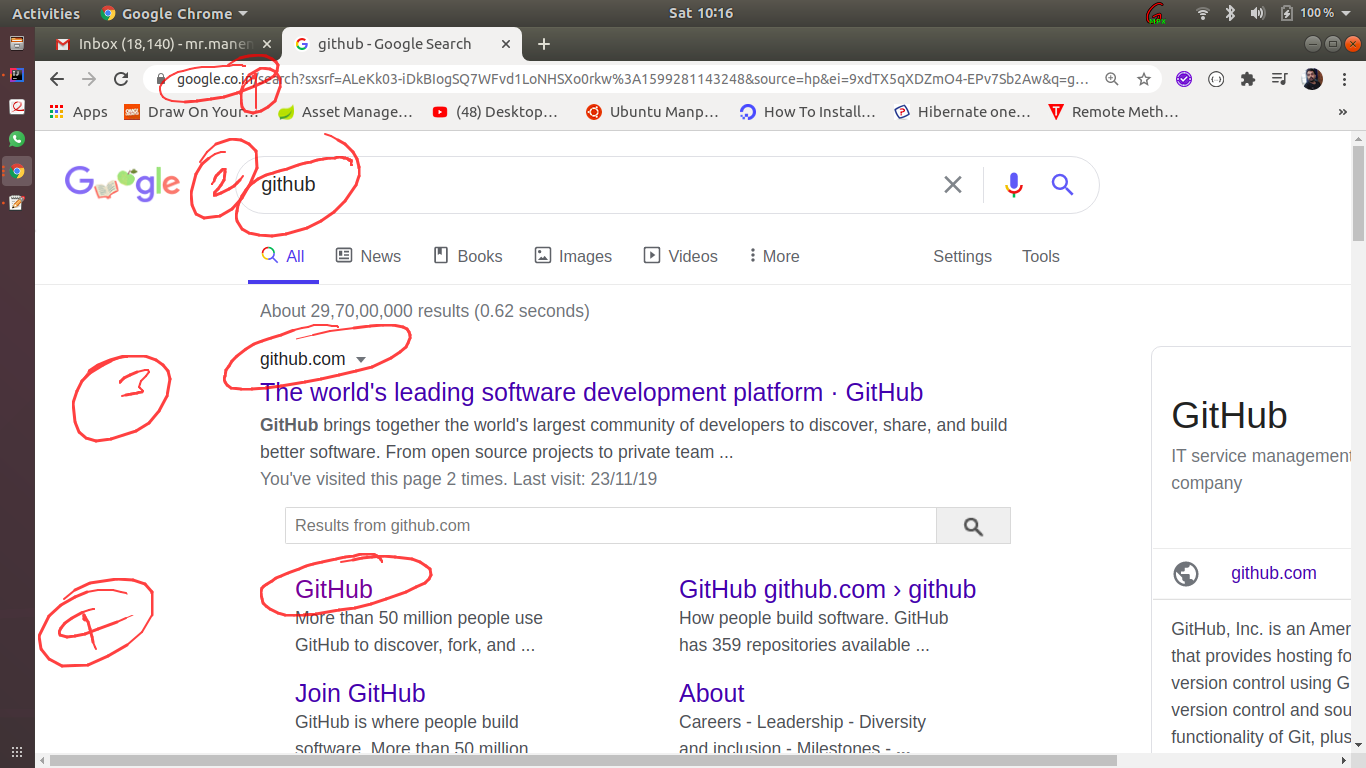 Activities Google Chrome Sat 10:16 MPX 100 %
Inbox (18,140) - mr.manen github - Google Search
google.co.in/search?sxsrf=ALeKk03-iDkBIogSQ7WFvd1LoNHSXo0rkw%3A1599281143248&source=hp&ei=9xdTX5qXDZmO4-EPv7Sb2Aw&q=g…
1
Apps Draw On Your… Asset Manage… (48) Desktop… Ubuntu Manp… How To Install… Hibernate one… Remote Meth…
Google 2 github
All News Books Images Videos More Settings Tools
About 29,70,00,000 results (0.62 seconds)
github.com
3
The world's leading software development platform · GitHub
GitHub brings together the world's largest community of developers to discover, share, and build
better software. From open source projects to private team ...
You've visited this page 2 times. Last visit: 23/11/19
Results from github.com
4
GitHub
More than 50 million people use
GitHub to discover, fork, and ...
GitHub github.com › github
How people build software. GitHub
has 359 repositories available ...
Join GitHub
GitHub is where people build
software. More than 50 million
About
Careers - Leadership - Diversity
and inclusion - Milestones - ...
GitHub
IT service management
company
github.com
GitHub, Inc. is an Amer
that provides hosting fo
version control using G
version control and sou
functionality of Git, plus